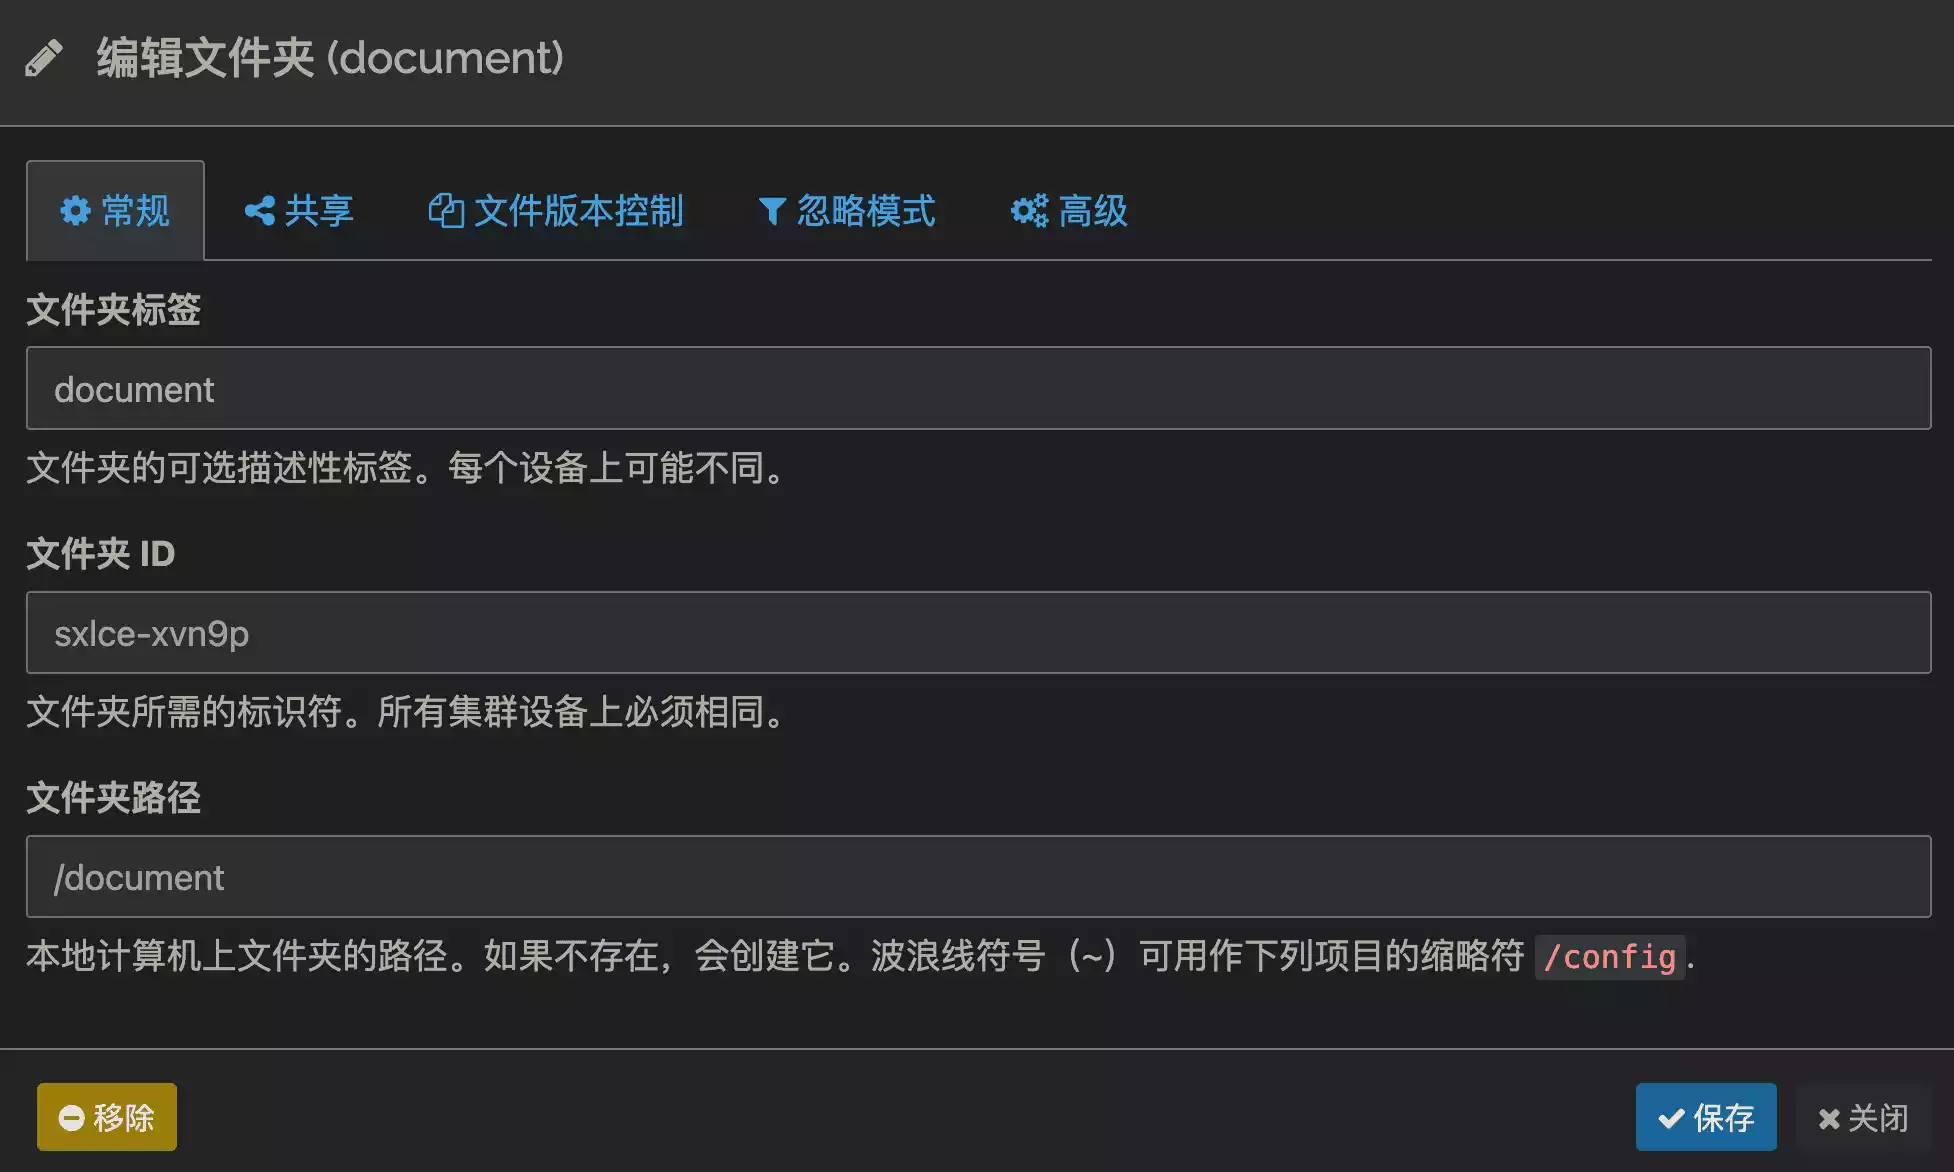 编辑文件夹 (document)
常规 共享 文件版本控制 忽略模式 高级
文件夹标签
document
文件夹的可选描述性标签。每个设备上可能不同。
文件夹 ID
sxlce-xvn9p
文件夹所需的标识符。所有集群设备上必须相同。
文件夹路径
/document
本地计算机上文件夹的路径。如果不存在，会创建它。波浪线符号（~）可用作下列项目的缩略符 /config.
移除 保存 关闭